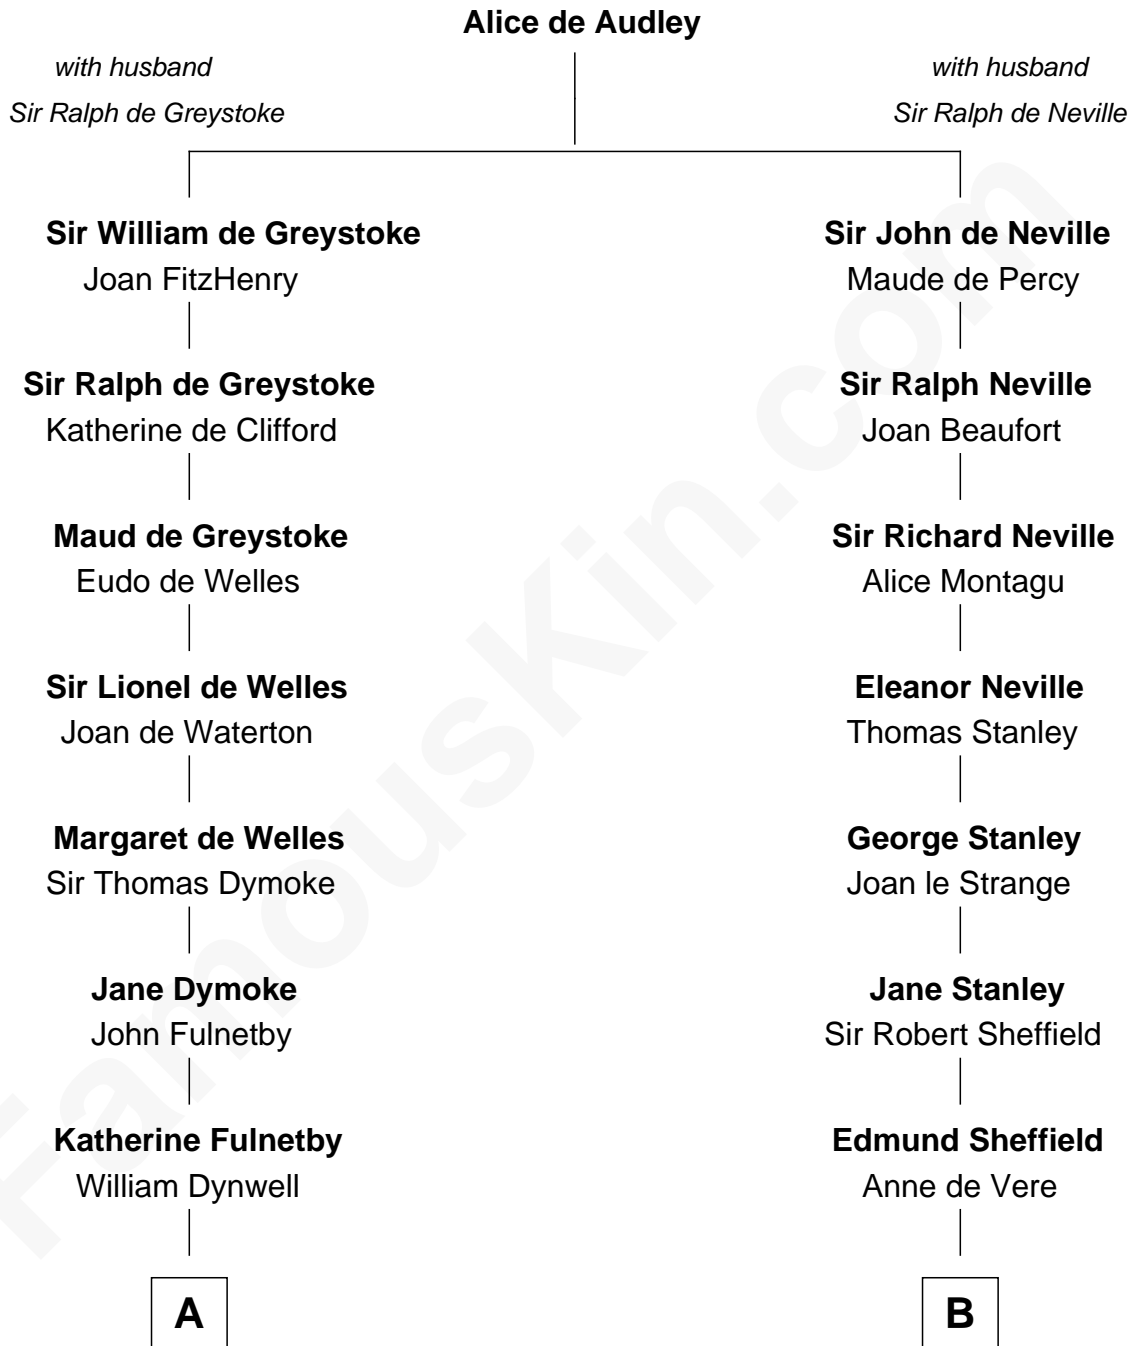 Alice de Audley
with husband
Sir Ralph de Greystoke
with husband
Sir Ralph de Neville
Sir William de Greystoke
Joan FitzHenry
Sir John de Neville
Maude de Percy
Sir Ralph de Greystoke
Katherine de Clifford
Sir Ralph Neville
Joan Beaufort
Maud de Greystoke
Eudo de Welles
Sir Richard Neville
Alice Montagu
Sir Lionel de Welles
Joan de Waterton
Eleanor Neville
Thomas Stanley
Margaret de Welles
Sir Thomas Dymoke
George Stanley
Joan le Strange
Jane Dymoke
John Fulnetby
Jane Stanley
Sir Robert Sheffield
Katherine Fulnetby
William Dynwell
Edmund Sheffield
Anne de Vere
A
B
FamousKin.com